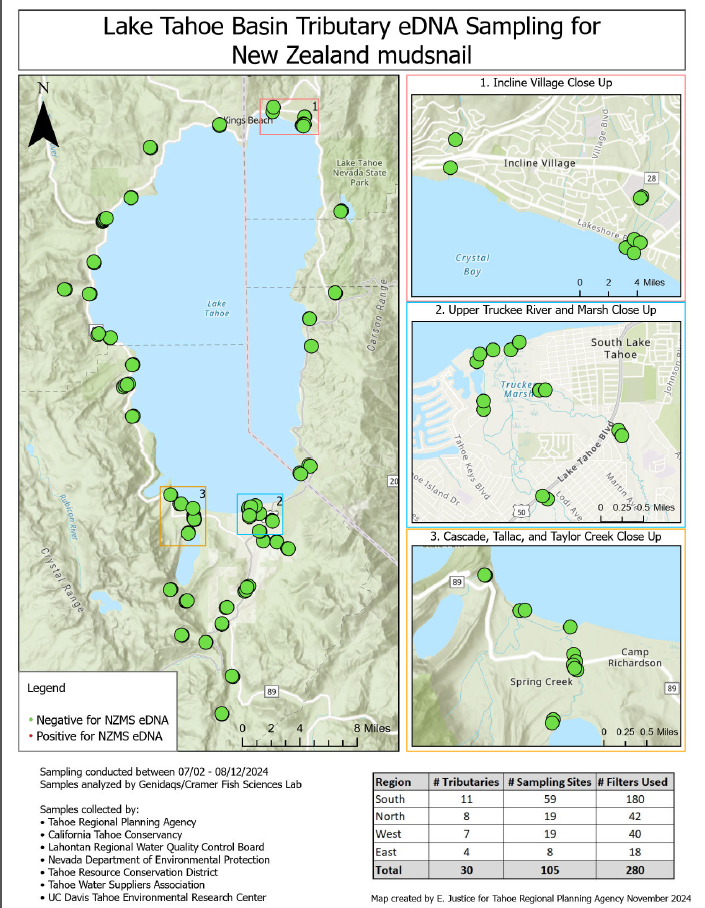 Lake Tahoe Basin Tributary eDNA Sampling for
New Zealand mudsnail
N
Kings Beach
1
Lake Tahoe
Nevada State
Park
Lake
Tahoe
Carson Range
20
3
2
Rubicon River
Crystal Range
89
Legend
Negative for NZMS eDNA
Positive for NZMS eDNA
0 2 4 8 Miles
1. Incline Village Close Up
Village Blvd
Incline Village
28
Lakeshore
Crystal
Bay
0 2 4 Miles
2. Upper Truckee River and Marsh Close Up
South Lake
Tahoe
Truckee
Marsh
Tahoe Keys Blvd
Lake Tahoe Blvd
Martin Ave
Lodi Ave
oe Island Dr
50
0 0.25 0.5 Miles
3. Cascade, Tallac, and Taylor Creek Close Up
89
Camp
Richardson
Spring Creek
89
0 0.25 0.5 Miles
Sampling conducted between 07/02 - 08/12/2024
Samples analyzed by Genidaqs/Cramer Fish Sciences Lab
Samples collected by:
• Tahoe Regional Planning Agency
• California Tahoe Conservancy
• Lahontan Regional Water Quality Control Board
• Nevada Department of Environmental Protection
• Tahoe Resource Conservation District
• Tahoe Water Suppliers Association
• UC Davis Tahoe Environmental Research Center
Region # Tributaries # Sampling Sites # Filters Used
South 11 59 180
North 8 19 42
West 7 19 40
East 4 8 18
Total 30 105 280
Map created by E. Justice for Tahoe Regional Planning Agency November 2024